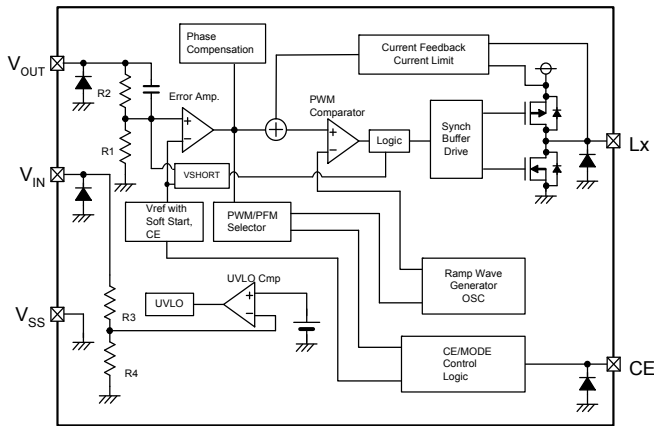 Phase
Compensation
Current Feedback
Current Limit
VOUT
R2
Error Amp.
PWM
Comparator
Logic
Synch
Buffer
Drive
Lx
R1
VSHORT
VIN
Vref with
Soft Start,
CE
PWM/PFM
Selector
Ramp Wave
Generator
OSC
UVLO Cmp
UVLO
R3
VSS
R4
CE/MODE
Control
Logic
CE